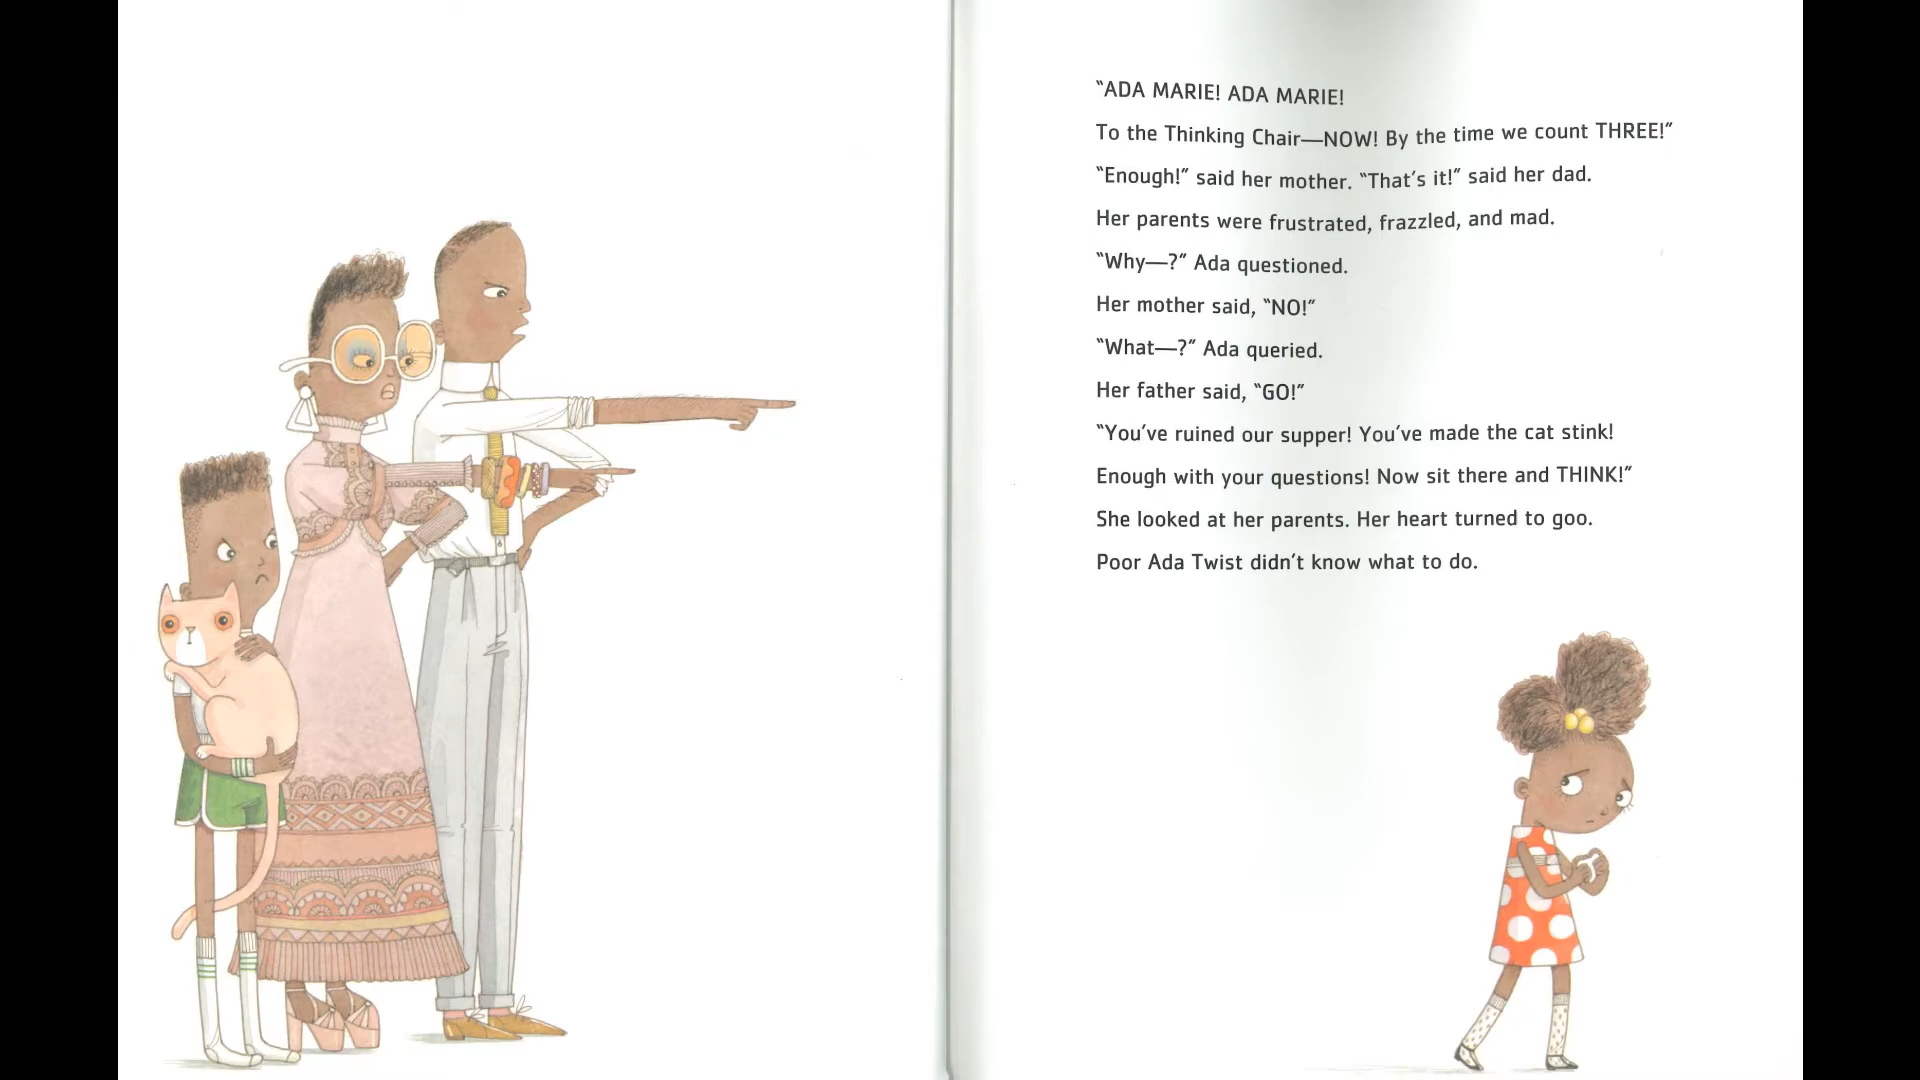 “ADA MARIE! ADA MARIE!
To the Thinking Chair—NOW! By the time we count THREE!”
“Enough!” said her mother. “That’s it!” said her dad.
Her parents were frustrated, frazzled, and mad.
“Why—?” Ada questioned.
Her mother said, “NO!”
“What—?” Ada queried.
Her father said, “GO!”
“You’ve ruined our supper! You’ve made the cat stink!
Enough with your questions! Now sit there and THINK!”
She looked at her parents. Her heart turned to goo.
Poor Ada Twist didn’t know what to do.